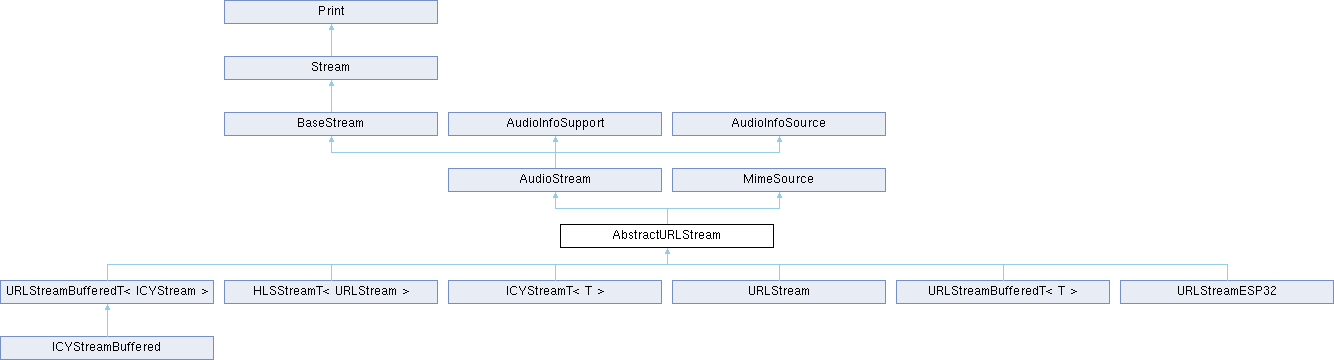 Print
Stream
BaseStream
AudioInfoSupport
AudioInfoSource
AudioStream
MimeSource
AbstractURLStream
URLStreamBufferedT< ICYStream >
HLSStreamT< URLStream >
ICYStreamT< T >
URLStream
URLStreamBufferedT< T >
URLStreamESP32
ICYStreamBuffered